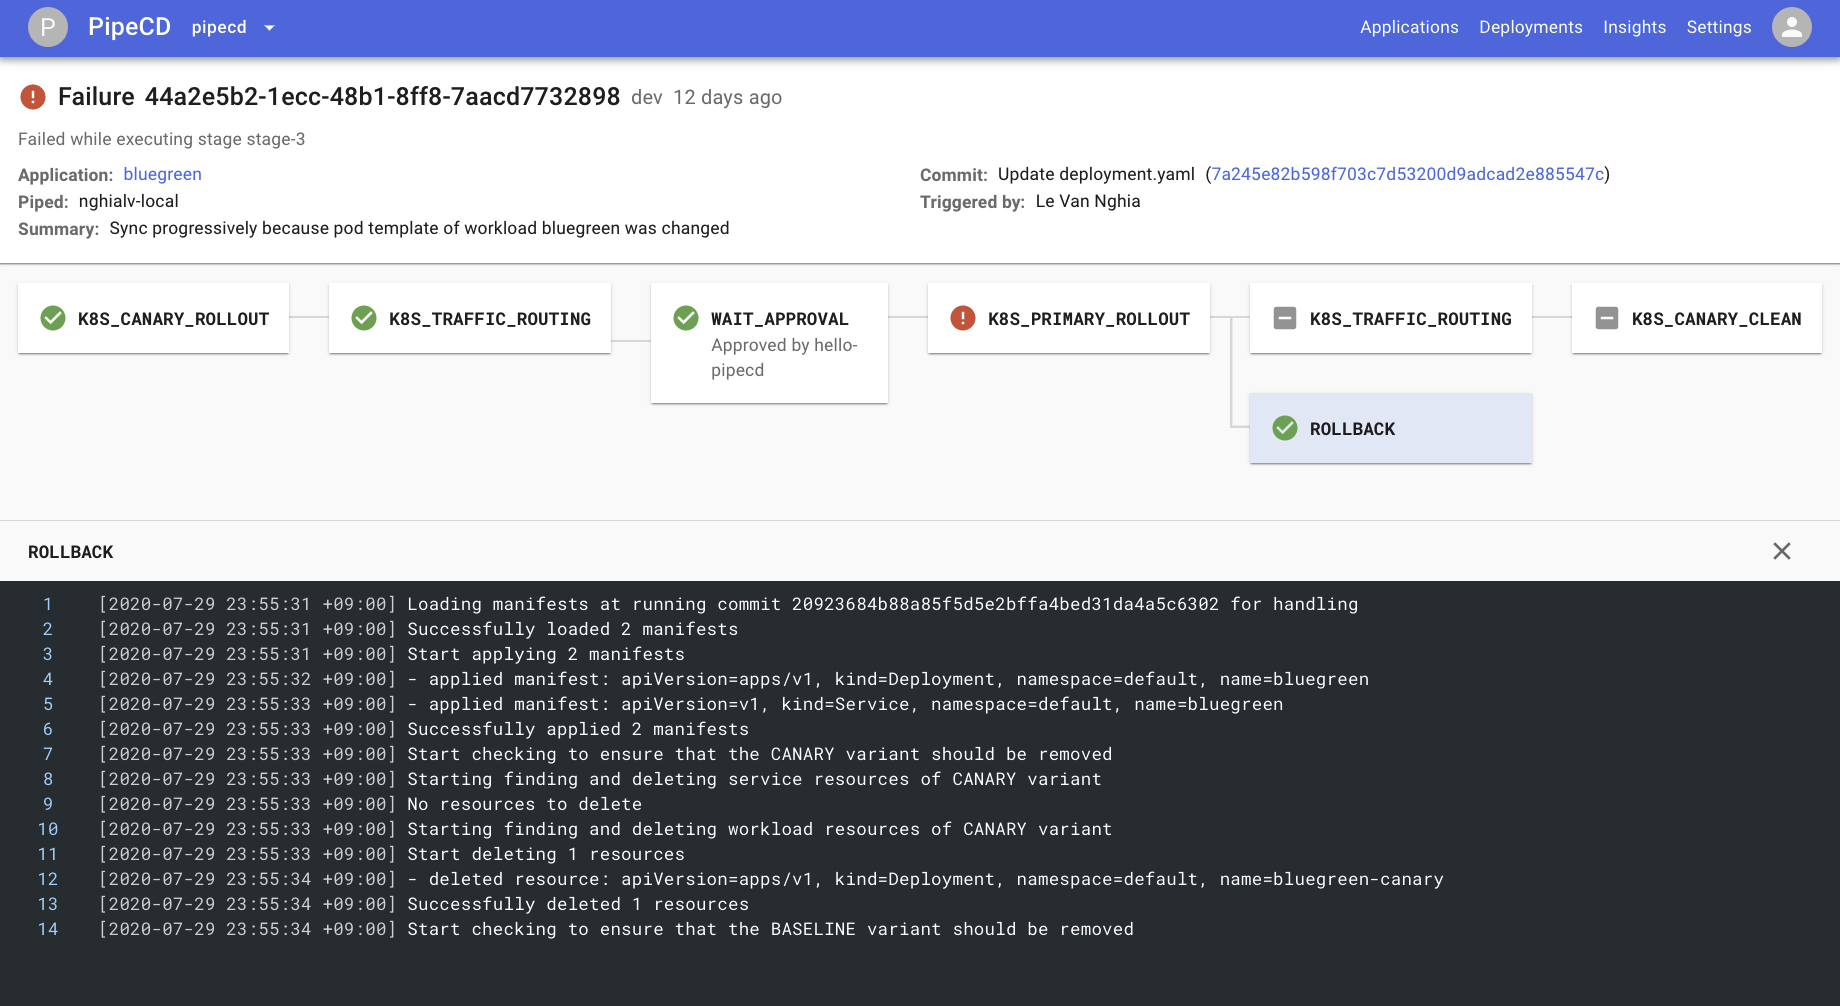 P PipeCD pipecd Applications Deployments Insights Settings
Failure 44a2e5b2-1ecc-48b1-8ff8-7aacd7732898 dev 12 days ago
Failed while executing stage stage-3
Application: bluegreen
Piped: nghialv-local
Summary: Sync progressively because pod template of workload bluegreen was changed
Commit: Update deployment.yaml (7a245e82b598f703c7d53200d9adcad2e885547c)
Triggered by: Le Van Nghia
K8S_CANARY_ROLLOUT
K8S_TRAFFIC_ROUTING
WAIT_APPROVAL
Approved by hello-
pipecd
K8S_PRIMARY_ROLLOUT
K8S_TRAFFIC_ROUTING
K8S_CANARY_CLEAN
ROLLBACK
ROLLBACK
1 [2020-07-29 23:55:31 +09:00] Loading manifests at running commit 20923684b88a85f5d5e2bffa4bed31da4a5c6302 for handling
2 [2020-07-29 23:55:31 +09:00] Successfully loaded 2 manifests
3 [2020-07-29 23:55:31 +09:00] Start applying 2 manifests
4 [2020-07-29 23:55:32 +09:00] - applied manifest: apiVersion=apps/v1, kind=Deployment, namespace=default, name=bluegreen
5 [2020-07-29 23:55:33 +09:00] - applied manifest: apiVersion=v1, kind=Service, namespace=default, name=bluegreen
6 [2020-07-29 23:55:33 +09:00] Successfully applied 2 manifests
7 [2020-07-29 23:55:33 +09:00] Start checking to ensure that the CANARY variant should be removed
8 [2020-07-29 23:55:33 +09:00] Starting finding and deleting service resources of CANARY variant
9 [2020-07-29 23:55:33 +09:00] No resources to delete
10 [2020-07-29 23:55:33 +09:00] Starting finding and deleting workload resources of CANARY variant
11 [2020-07-29 23:55:33 +09:00] Start deleting 1 resources
12 [2020-07-29 23:55:34 +09:00] - deleted resource: apiVersion=apps/v1, kind=Deployment, namespace=default, name=bluegreen-canary
13 [2020-07-29 23:55:34 +09:00] Successfully deleted 1 resources
14 [2020-07-29 23:55:34 +09:00] Start checking to ensure that the BASELINE variant should be removed